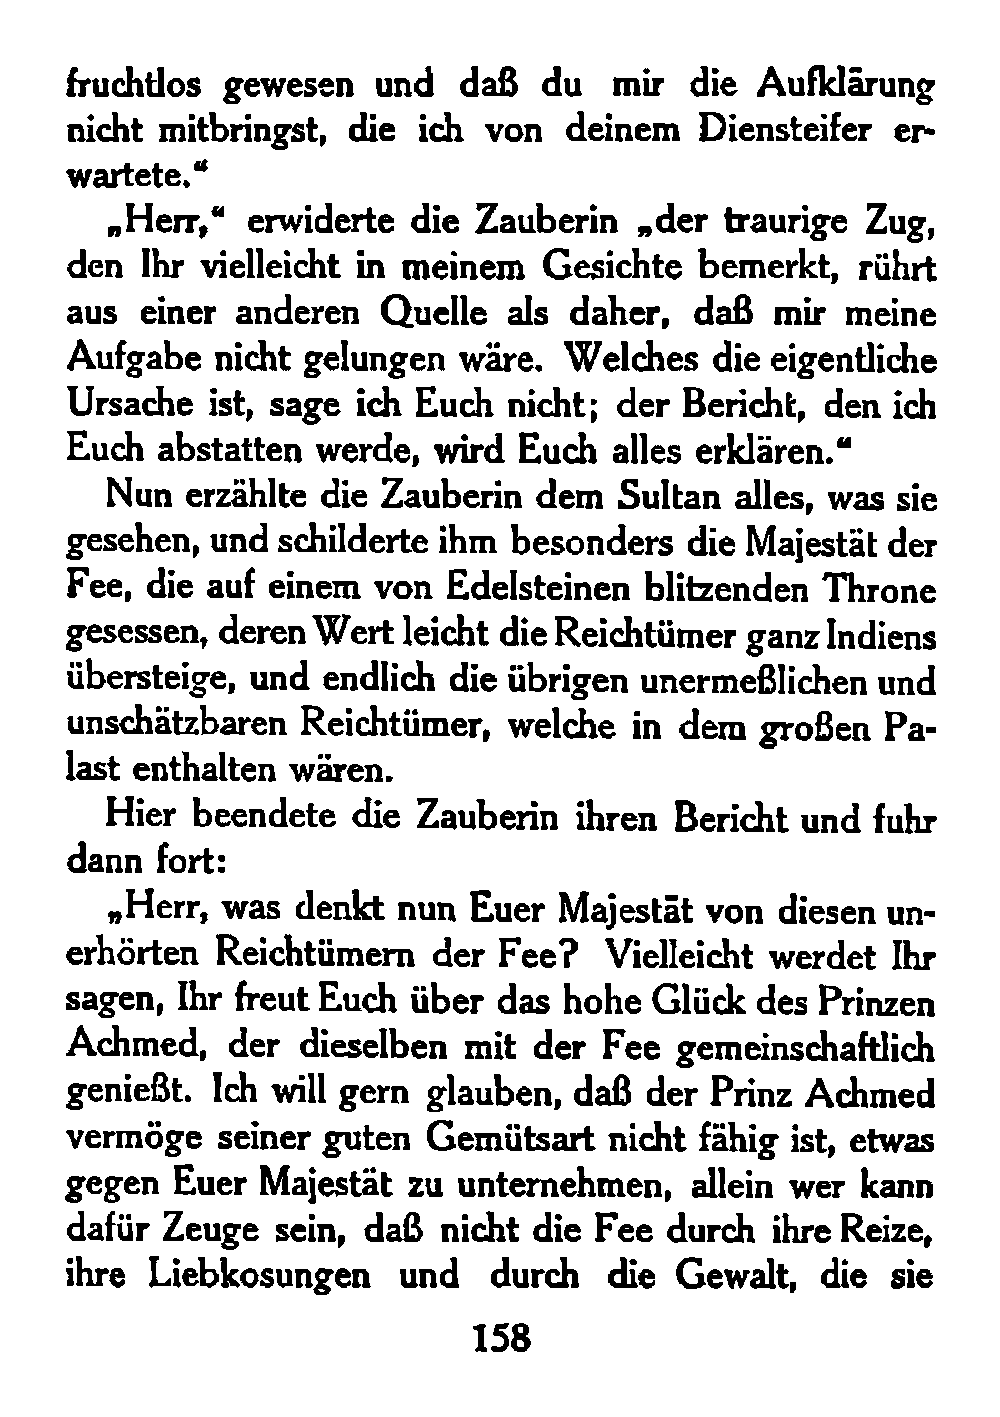 fruchtlos gewesen und daß du mir die Aufklärung
nicht mitbringst, die ich von deinem Diensteifer er-
wartete.“
„Herr,“ erwiderte die Zauberin „der traurige Zug,
den Ihr vielleicht in meinem Gesichte bemerkt, rührt
aus einer anderen Quelle als daher, daß mir meine
Aufgabe nicht gelungen wäre. Welches die eigentliche
Ursache ist, sage ich Euch nicht; der Bericht, den ich
Euch abstatten werde, wird Euch alles erklären.“
Nun erzählte die Zauberin dem Sultan alles, was sie
gesehen, und schilderte ihm besonders die Majestät der
Fee, die auf einem von Edelsteinen blitzenden Throne
gesessen, deren Wert leicht die Reichtümer ganz Indiens
übersteige, und endlich die übrigen unermeßlichen und
unschätzbaren Reichtümer, welche in dem großen Pa-
last enthalten wären.
Hier beendete die Zauberin ihren Bericht und fuhr
dann fort:
„Herr, was denkt nun Euer Majestät von diesen un-
erhörten Reichtümern der Fee? Vielleicht werdet Ihr
sagen, Ihr freut Euch über das hohe Glück des Prinzen
Achmed, der dieselben mit der Fee gemeinschaftlich
genießt. Ich will gern glauben, daß der Prinz Achmed
vermöge seiner guten Gemütsart nicht fähig ist, etwas
gegen Euer Majestät zu unternehmen, allein wer kann
dafür Zeuge sein, daß nicht die Fee durch ihre Reize,
ihre Liebkosungen und durch die Gewalt, die sie
158